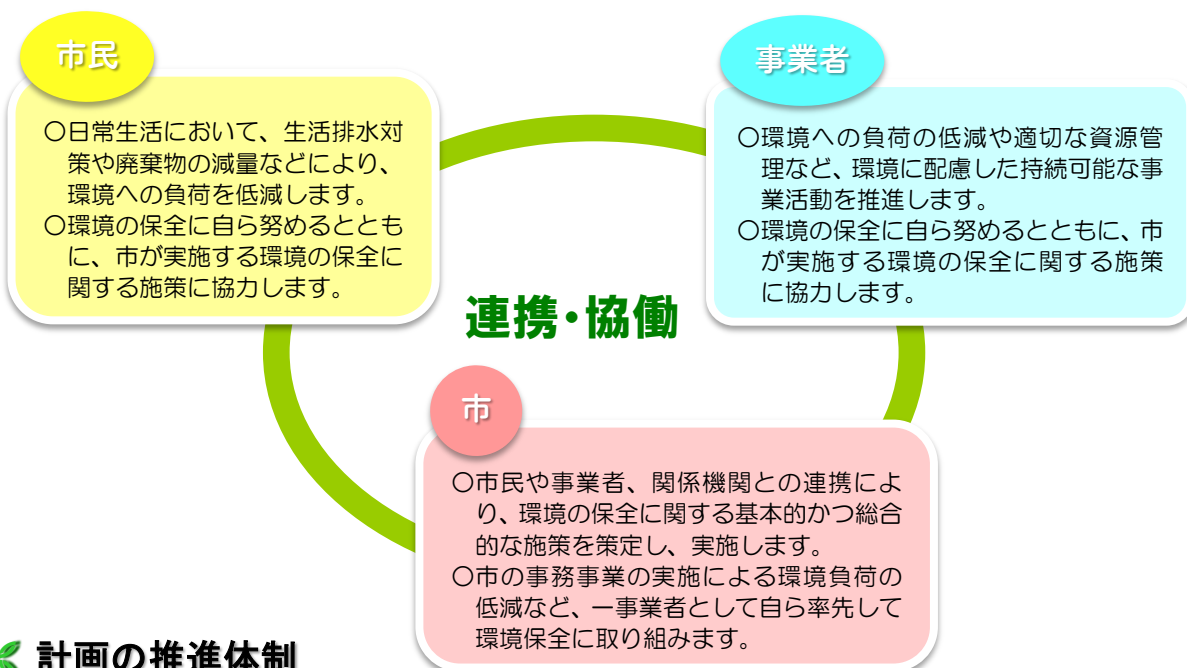 市民
〇日常生活において、生活排水対
策や廃棄物の減量などにより、
環境への負荷を低減します。
〇環境の保全に自ら努めるととも
に、市が実施する環境の保全に
関する施策に協力します。
事業者
〇環境への負荷の低減や適切な資源管
理など、環境に配慮した持続可能な事
業活動を推進します。
〇環境の保全に自ら努めるとともに、市
が実施する環境の保全に関する施策
に協力します。
連携・協働
市
〇市民や事業者、関係機関との連携によ
り、環境の保全に関する基本的かつ総合
的な施策を策定し、実施します。
〇市の事務事業の実施による環境負荷の
低減など、一事業者として自ら率先して
環境保全に取り組みます。
計画の推進体制